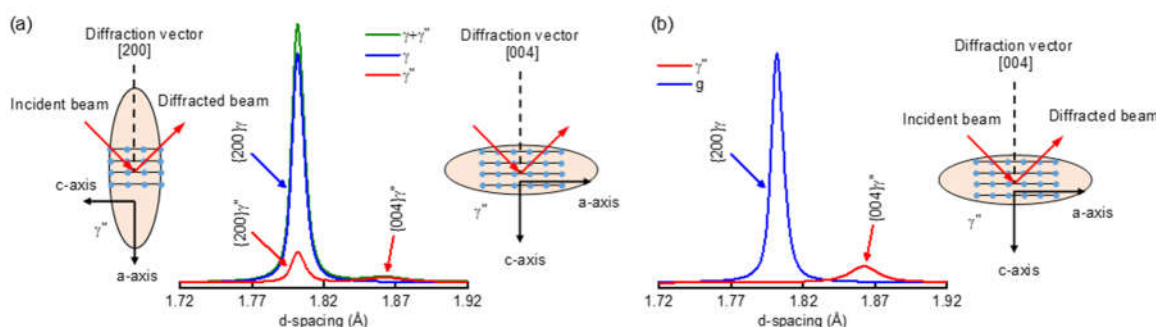 (a)
Diffraction vector
[200]
Incident beam
Diffracted beam
c-axis
γ"
a-axis
γ+γ"
γ
γ"
{200}γ
{200}γ"
{004}γ"
1.72
1.77
1.82
1.87
1.92
d-spacing (Å)
Diffraction vector
[004]
γ"
a-axis
c-axis
(b)
γ"
g
{200}γ
{004}γ"
1.72
1.77
1.82
1.87
1.92
d-spacing (Å)
Diffraction vector
[004]
Incident beam
Diffracted beam
γ"
a-axis
c-axis